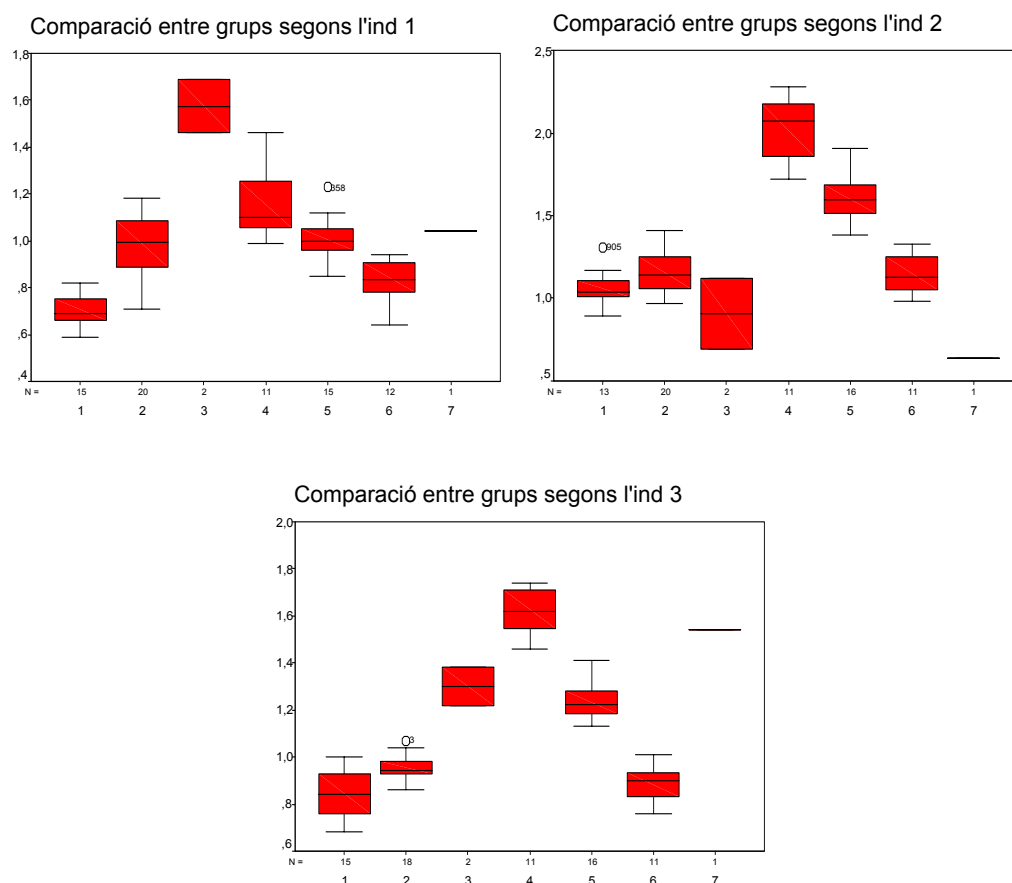 Comparació entre grups segons l'ind 1
1,8
1,6
1,4
1,2
1,0
,8
,6
,4
358
N = 15 20 2 11 15 12 1
1 2 3 4 5 6 7
Comparació entre grups segons l'ind 2
2,5
2,0
1,5
1,0
,5
905
N = 13 20 2 11 16 11 1
1 2 3 4 5 6 7
Comparació entre grups segons l'ind 3
2,0
1,8
1,6
1,4
1,2
1,0
,8
,6
3
N = 15 18 2 11 16 11 1
1 2 3 4 5 6 7